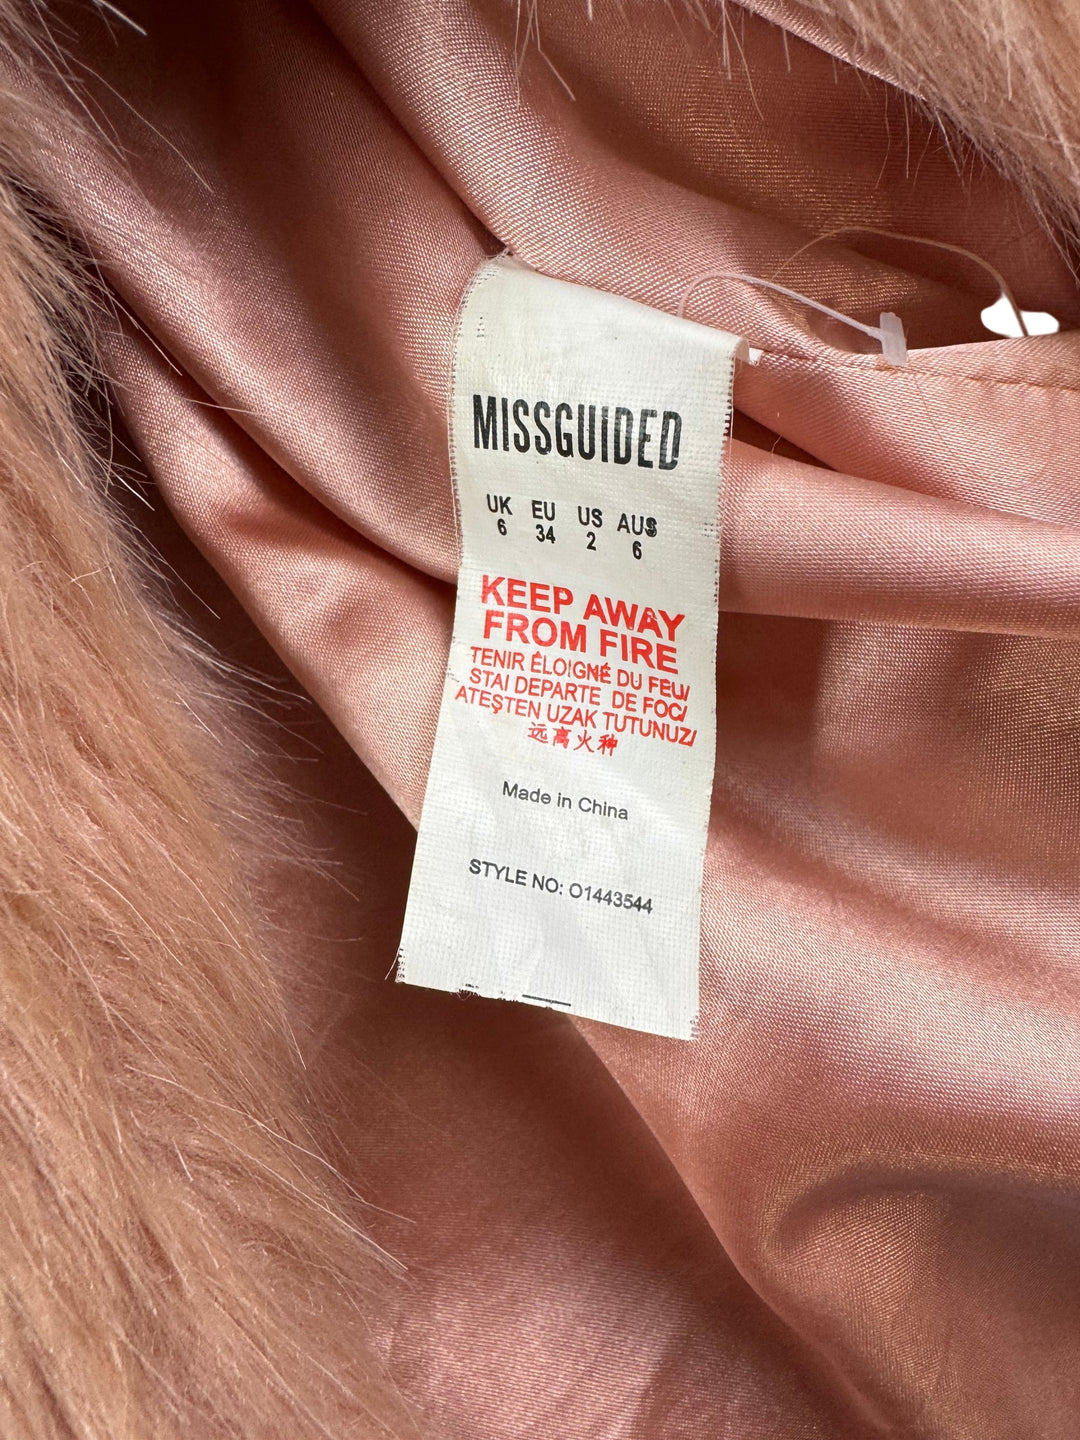 MISSGUIDED
UK EU US AUS
6 34 2 6
KEEP AWAY
FROM FIRE
TENIR ÉLOIGNÉ DU FEU/
STAI DEPARTE DE FOC/
ATEŞTEN UZAK TUTUNUZ/
远离火种
Made in China
STYLE NO: O1443544